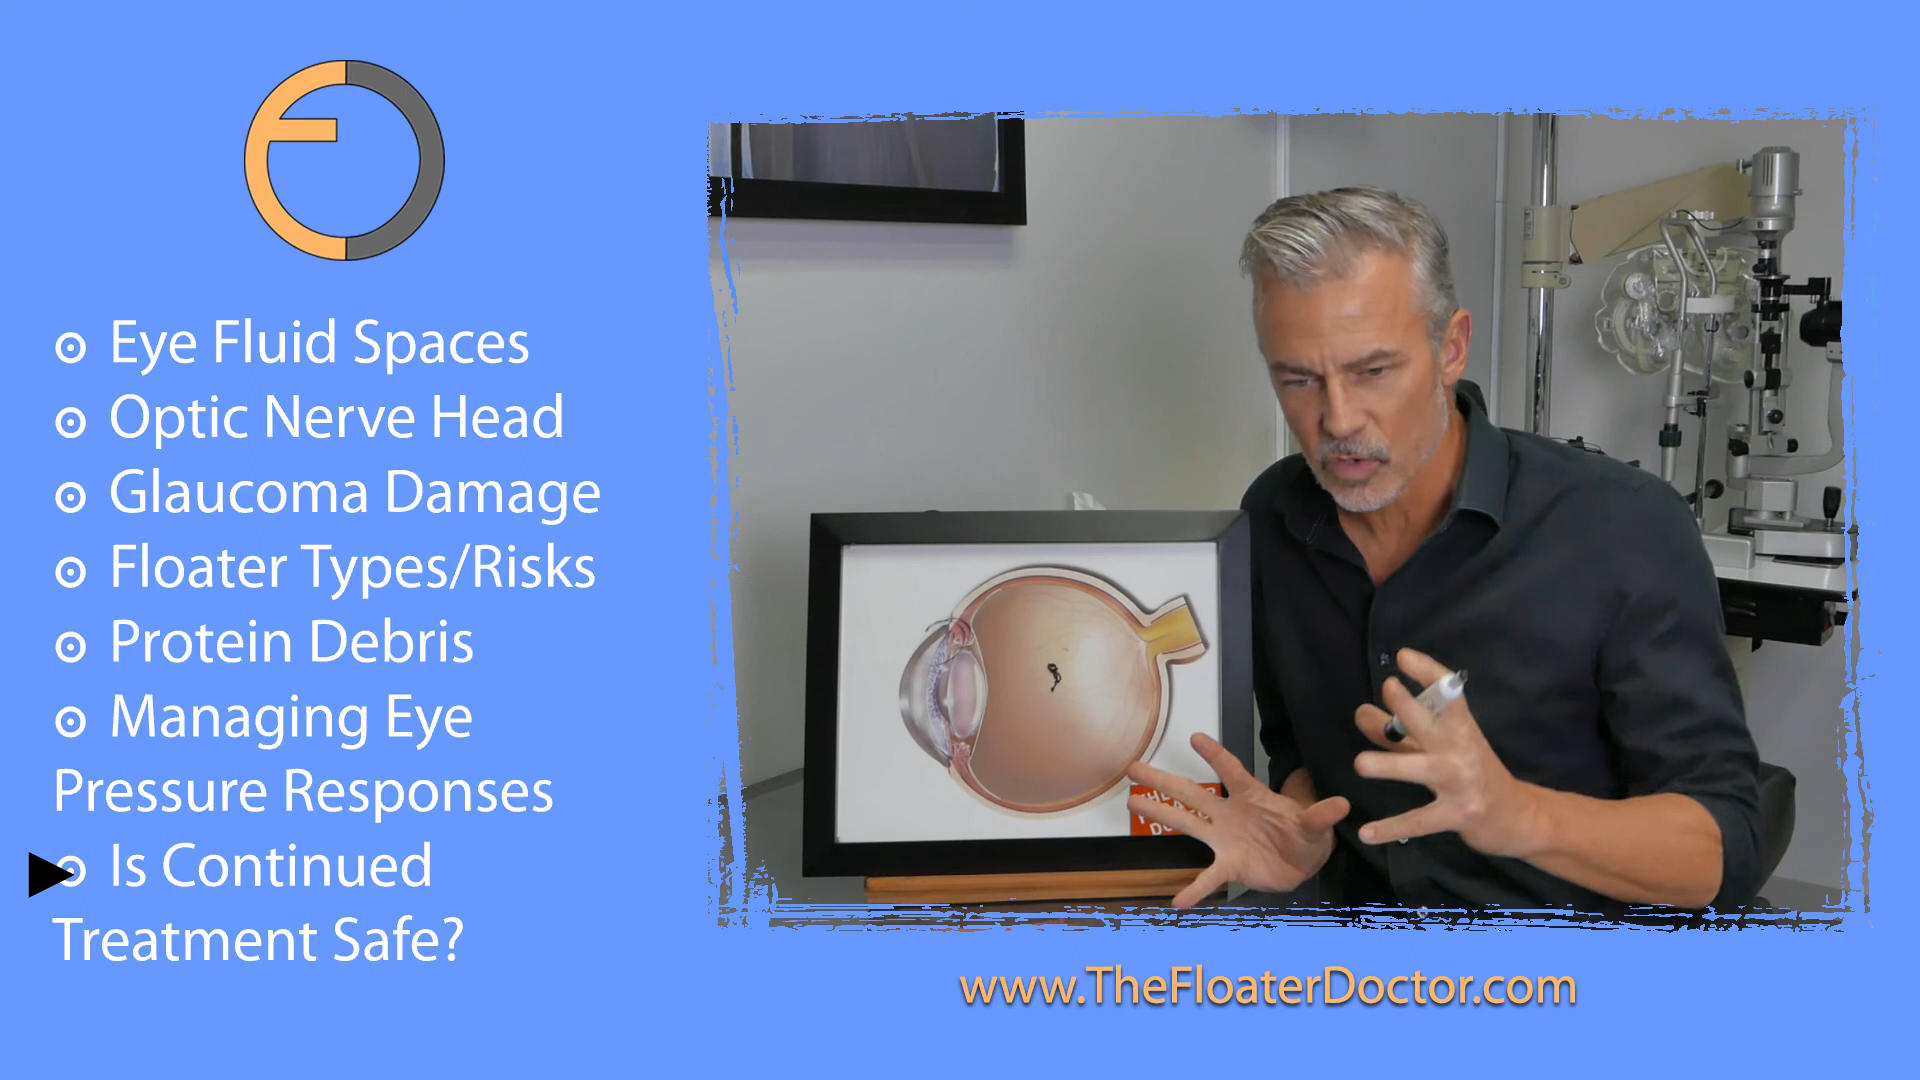 Eye Fluid Spaces
Optic Nerve Head
Glaucoma Damage
Floater Types/Risks
Protein Debris
Managing Eye
Pressure Responses
Is Continued
Treatment Safe?
www.TheFloaterDoctor.com